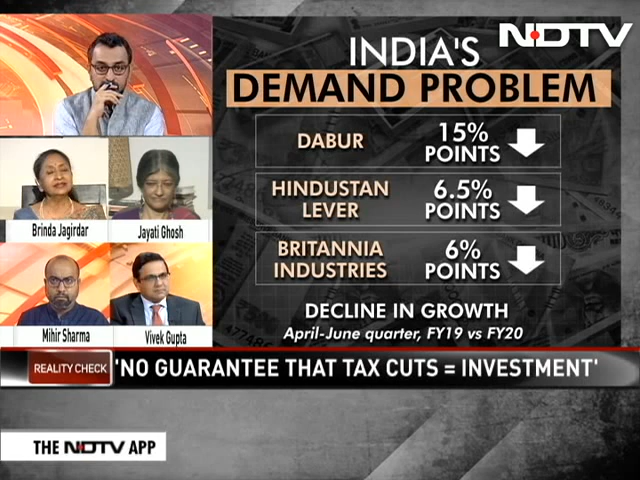 NDTV
INDIA'S
DEMAND PROBLEM
DABUR
15%
POINTS
HINDUSTAN
LEVER
6.5%
POINTS
BRITANNIA
INDUSTRIES
6%
POINTS
DECLINE IN GROWTH
April-June quarter, FY19 vs FY20
Brinda Jagirdar
Jayati Ghosh
Mihir Sharma
Vivek Gupta
REALITY CHECK
'NO GUARANTEE THAT TAX CUTS = INVESTMENT'
THE NDTV APP